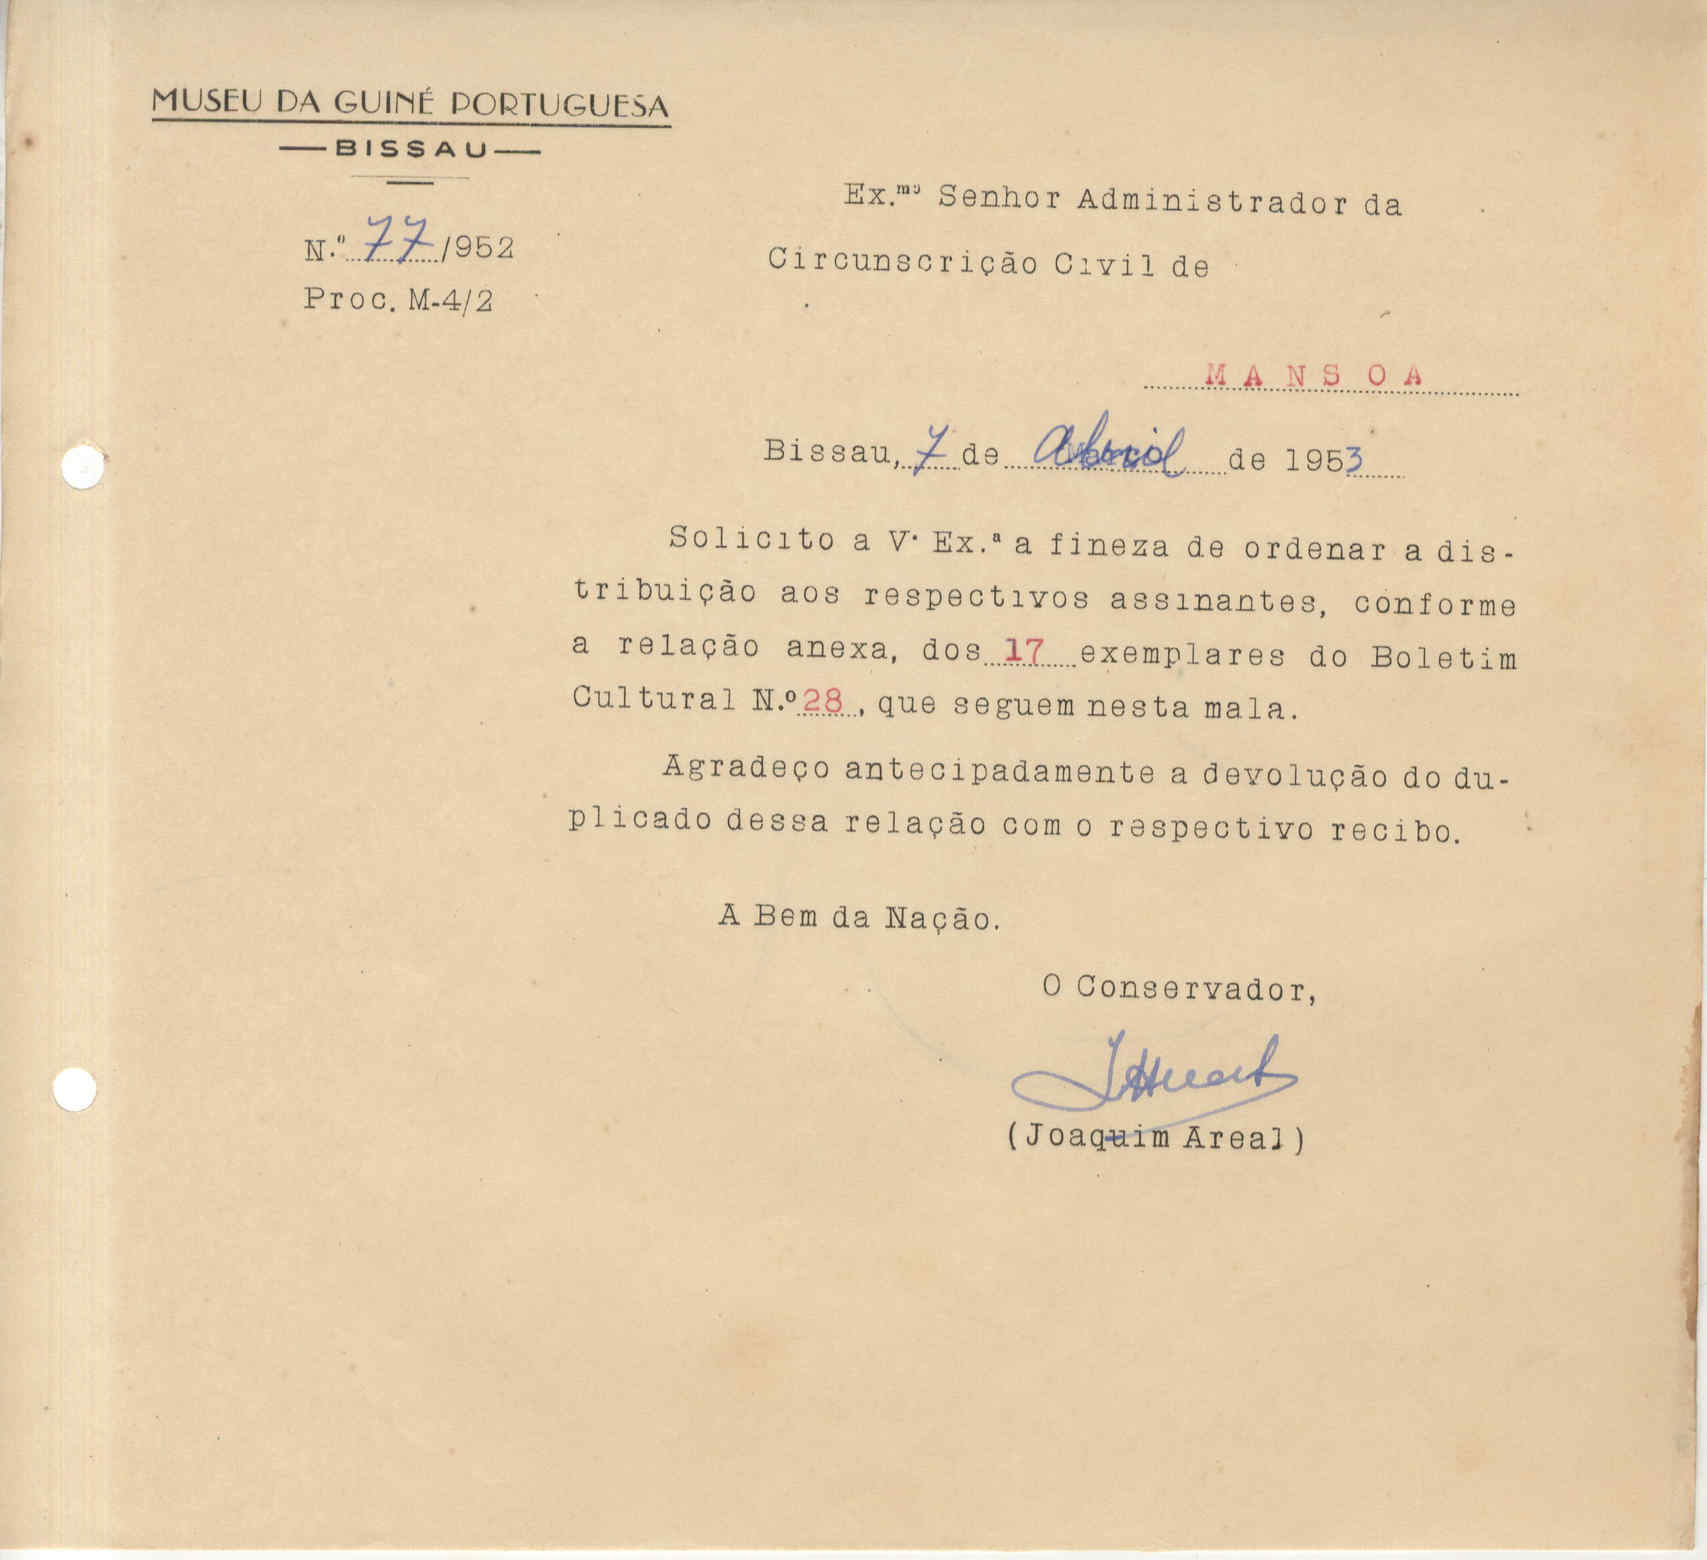 MUSEU DA GUINÉ PORTUGUESA
BISSAU
N.º 77/952
Proc. M-4/2
Ex.mo Senhor Administrador da
Circunscrição Civil de
MANSOA
Bissau, 7 de Abril de 1953
Solicito a V. Ex.ª a fineza de ordenar a dis-
tribuição aos respectivos assinantes, conforme
a relação anexa, dos 17 exemplares do Boletim
Cultural N.º 28, que seguem nesta mala.
Agradeço antecipadamente a devolução do du-
plicado dessa relação com o respectivo recibo.
A Bem da Nação.
O Conservador,
(Joaquim Areal)